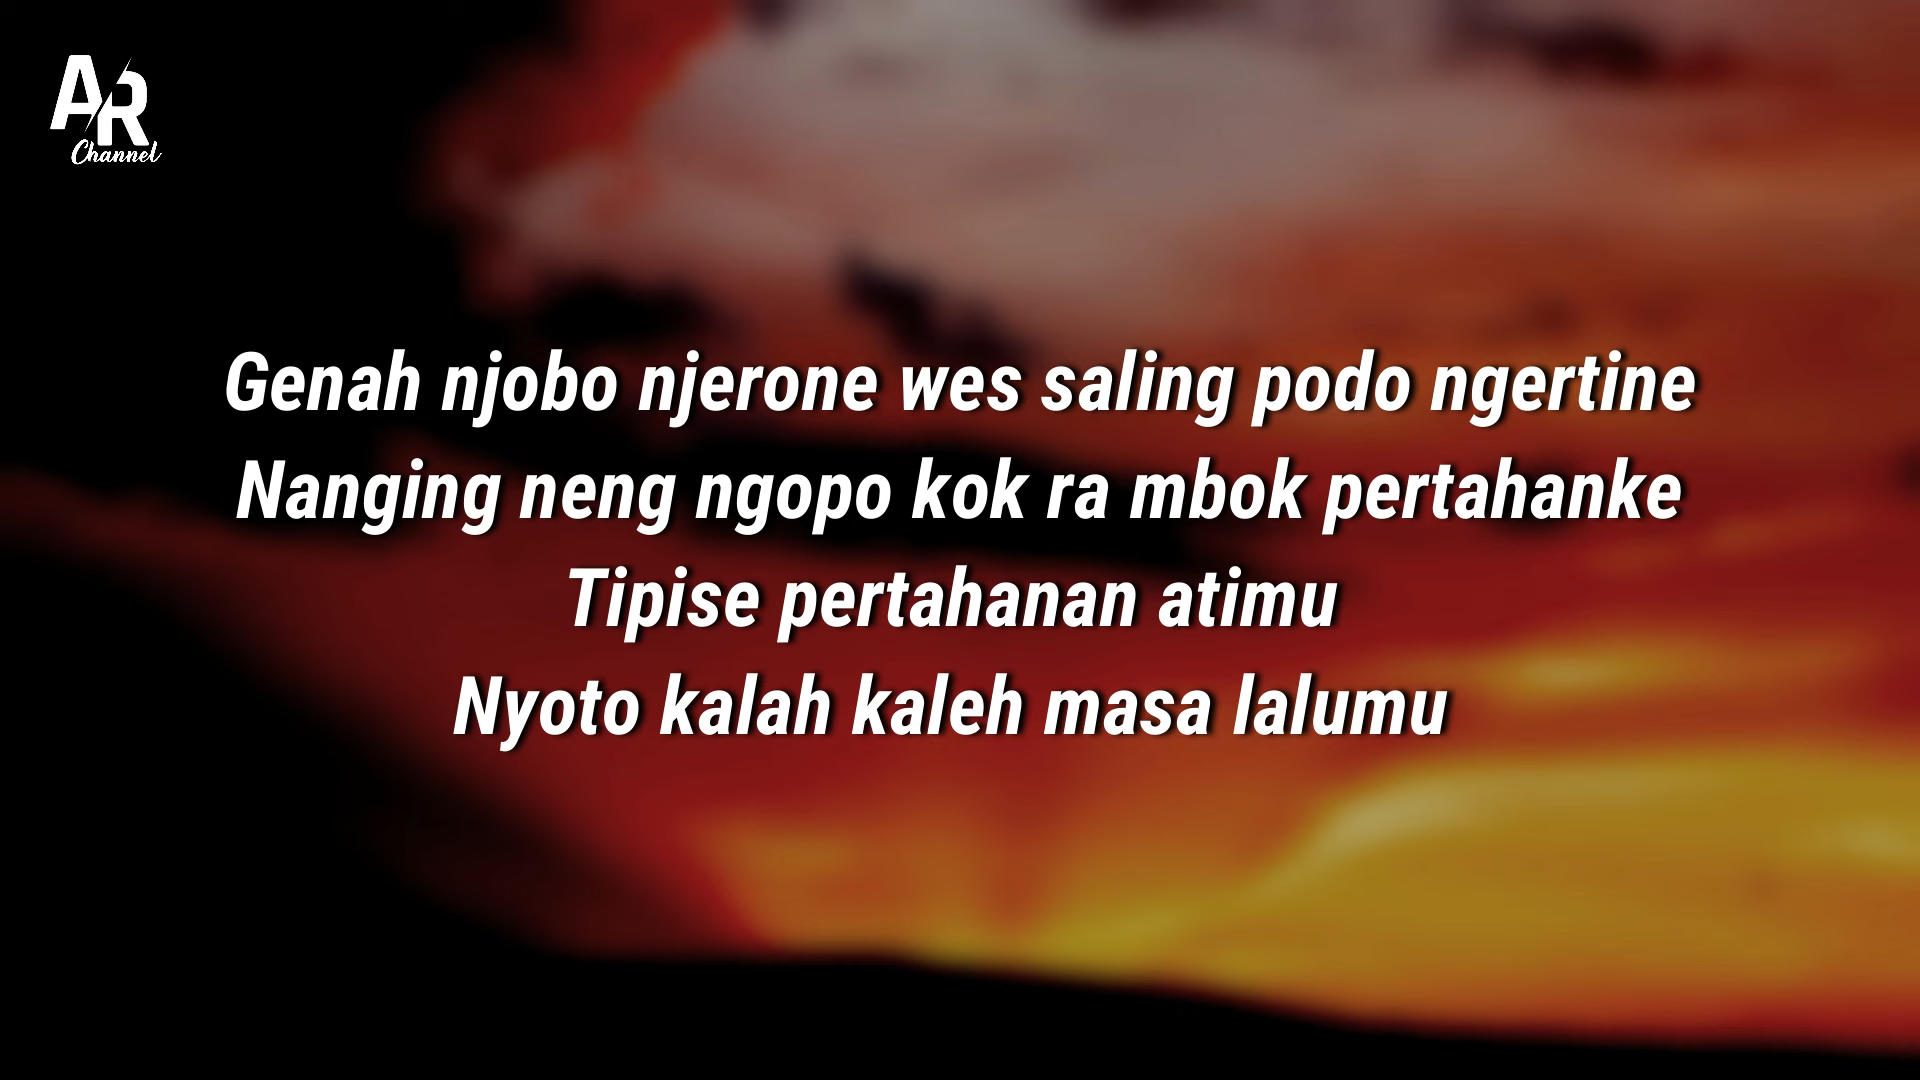 AR
Channel
Genah njobo njerone wes saling podo ngertine
Nanging neng ngopo kok ra mbok pertahanke
Tipise pertahanan atimu
Nyoto kalah kaleh masa lalumu